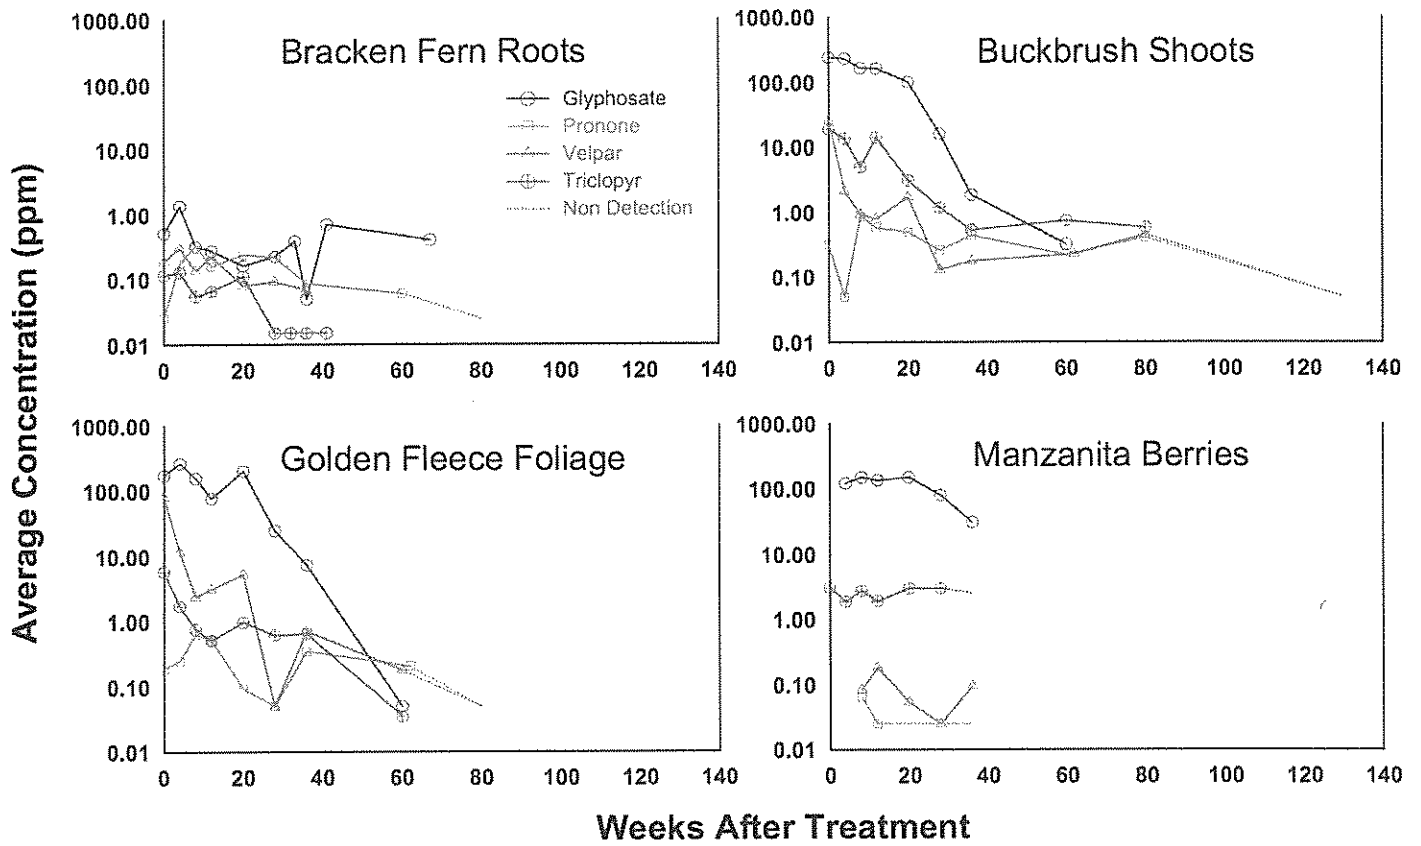 Average Concentration (ppm)
Bracken Fern Roots
1000.00
100.00
10.00
1.00
0.10
0.01
0 20 40 60 80 100 120 140
Glyphosate
Pronone
Velpar
Triclopyr
Non Detection
Buckbrush Shoots
1000.00
100.00
10.00
1.00
0.10
0.01
0 20 40 60 80 100 120 140
Golden Fleece Foliage
1000.00
100.00
10.00
1.00
0.10
0.01
0 20 40 60 80 100 120 140
Manzanita Berries
1000.00
100.00
10.00
1.00
0.10
0.01
0 20 40 60 80 100 120 140
Weeks After Treatment